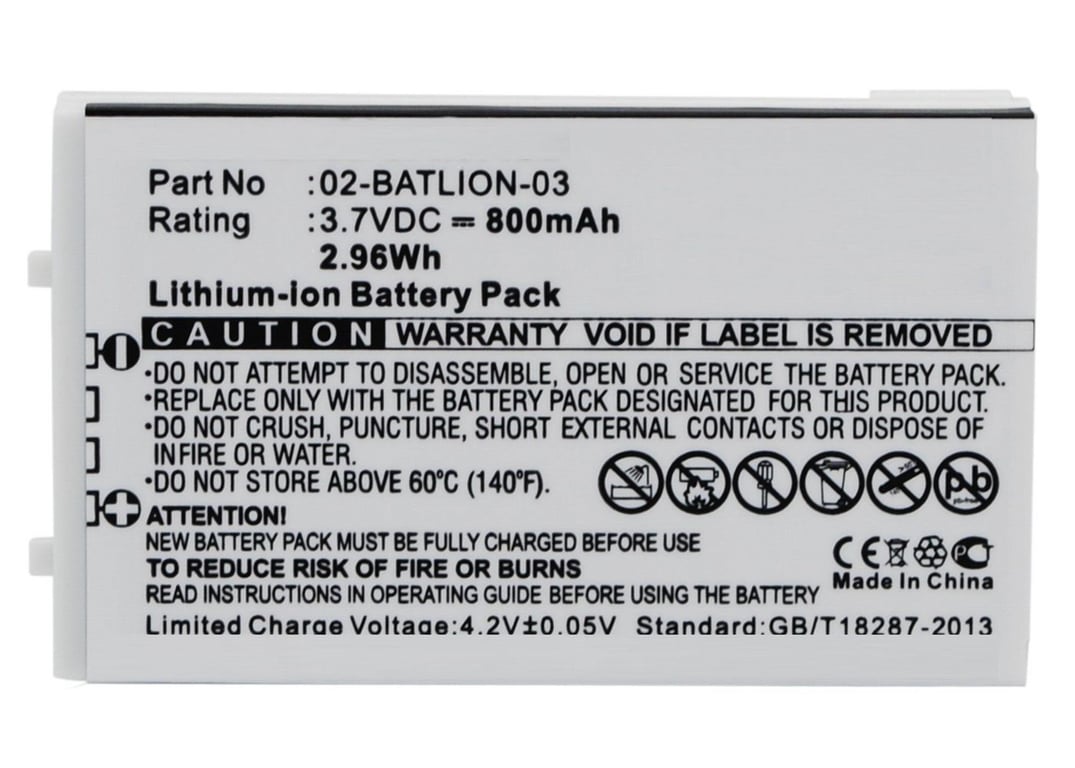 Part No :02-BATLION-03
Rating :3.7VDC ⎓ 800mAh
2.96Wh
Lithium-ion Battery Pack
CAUTION WARRANTY VOID IF LABEL IS REMOVED
•DO NOT ATTEMPT TO DISASSEMBLE, OPEN OR SERVICE THE BATTERY PACK.
•REPLACE ONLY WITH THE BATTERY PACK DESIGNATED FOR THIS PRODUCT.
•DO NOT CRUSH, PUNCTURE, SHORT EXTERNAL CONTACTS OR DISPOSE OF
INFIRE OR WATER.
•DO NOT STORE ABOVE 60°C (140°F).
Pb
ATTENTION!
NEW BATTERY PACK MUST BE FULLY CHARGED BEFORE USE
TO REDUCE RISK OF FIRE OR BURNS
READ INSTRUCTIONS IN OPERATING GUIDE BEFORE USING THE BATTERY
CE
Made In China
Limited Charge Voltage:4.2V±0.05V Standard:GB/T18287-2013